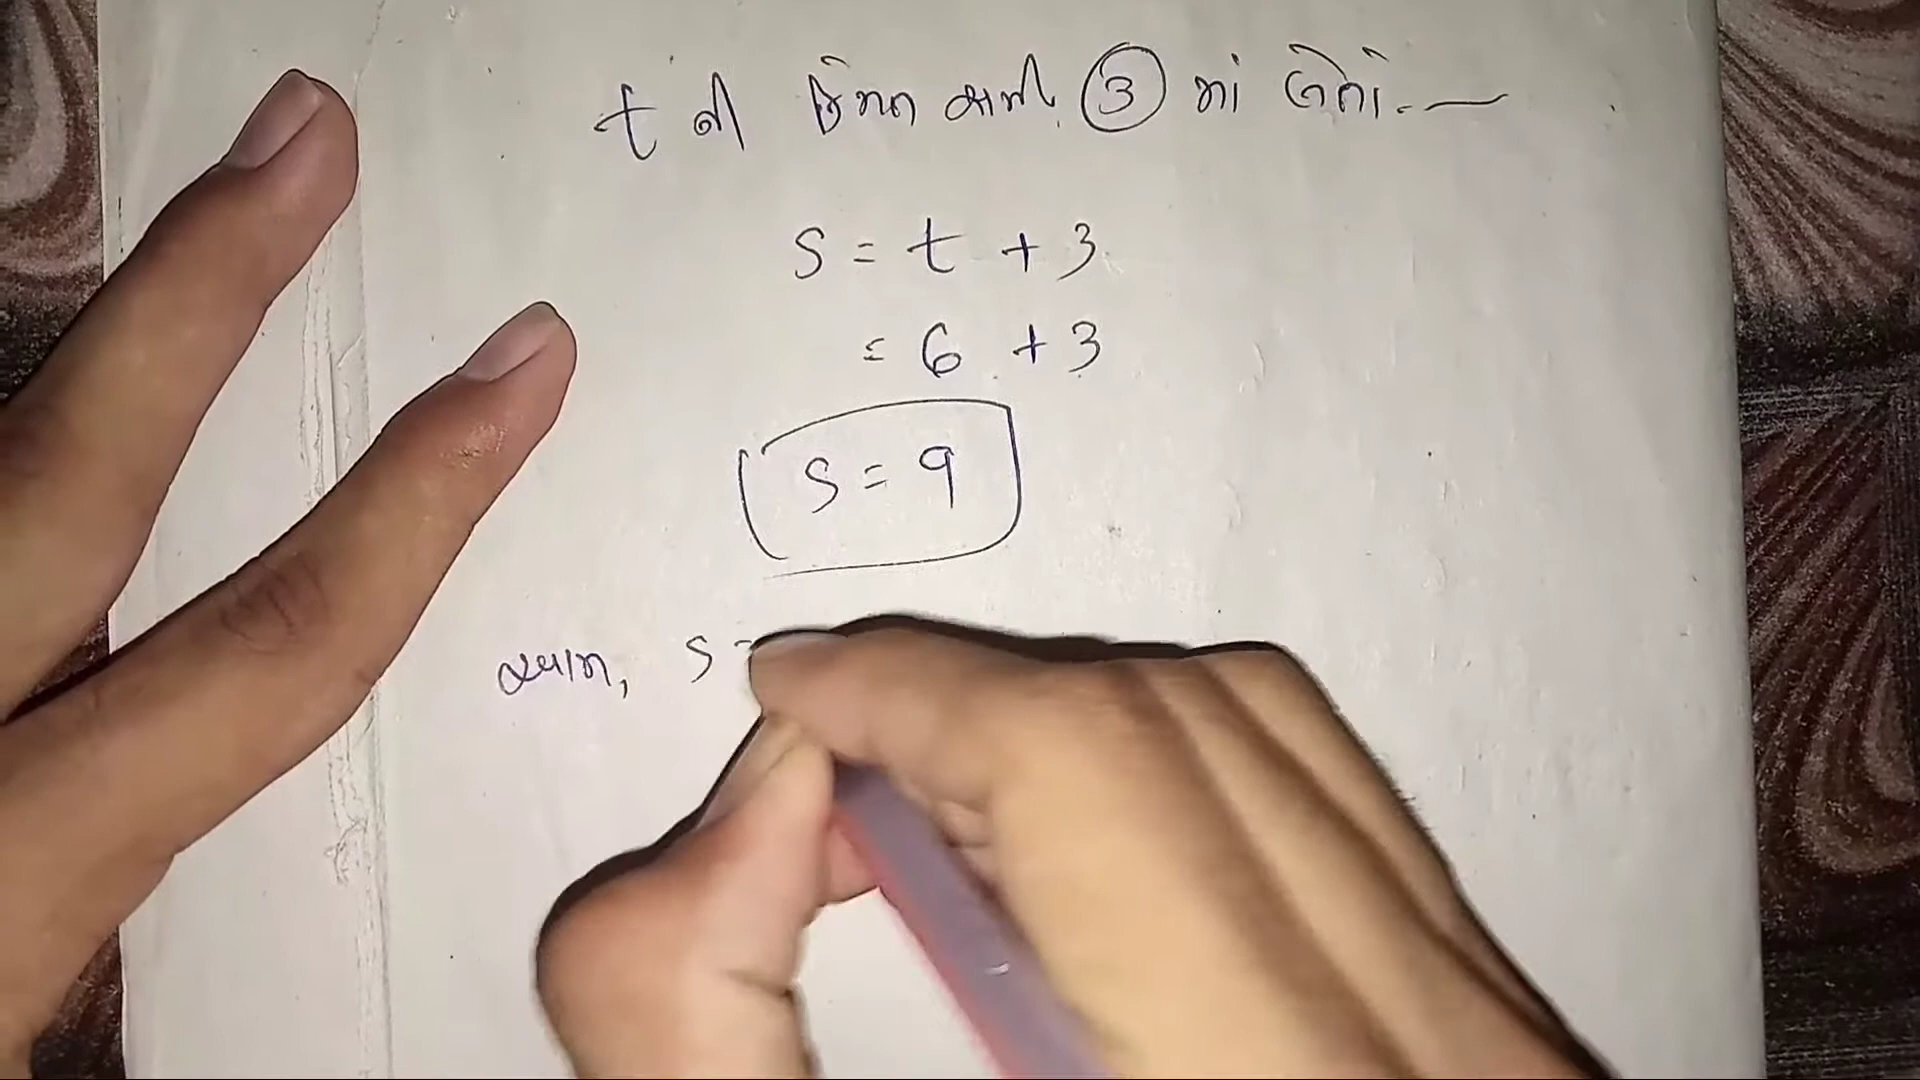 t ની કિંમત સમી ③ માં લેતાં.—
s = t + 3
= 6 + 3
s = 9
આમ, s =